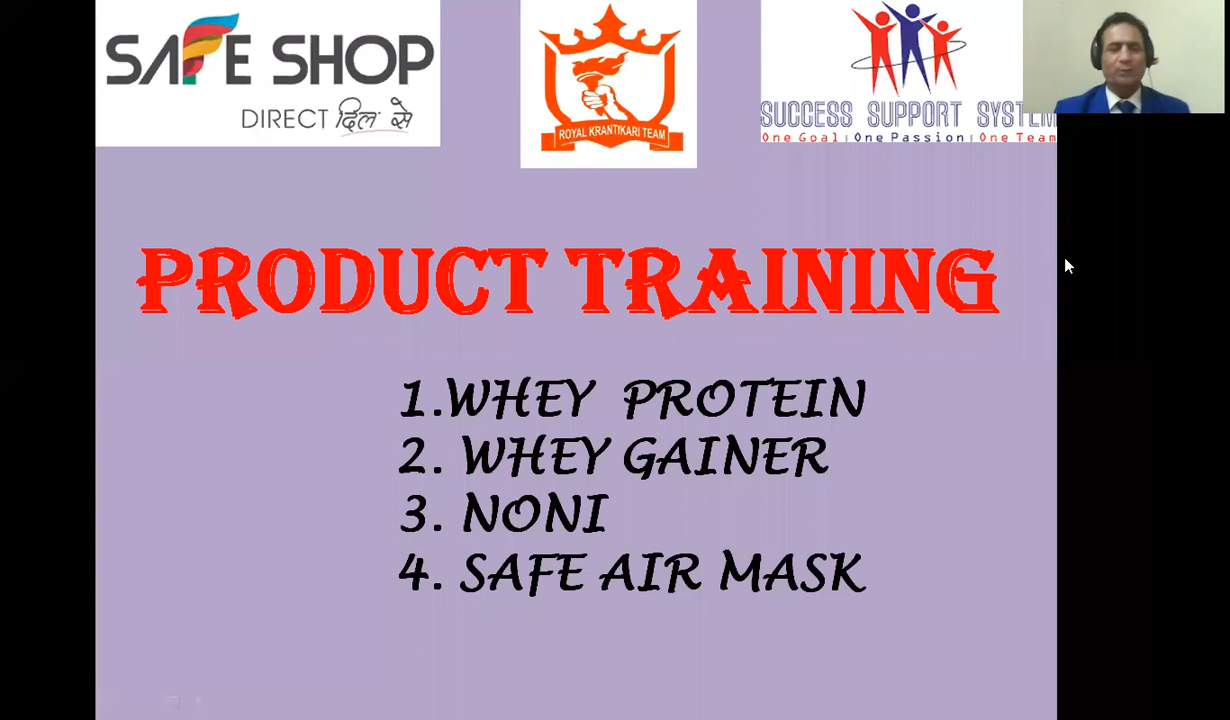 SAFE SHOP
DIRECT दिल से
ROYAL KRANTIKARI TEAM
SUCCESS SUPPORT SYSTEM
One Goal | One Passion | One Team
PRODUCT TRAINING
1.WHEY PROTEIN
2. WHEY GAINER
3. NONI
4. SAFE AIR MASK